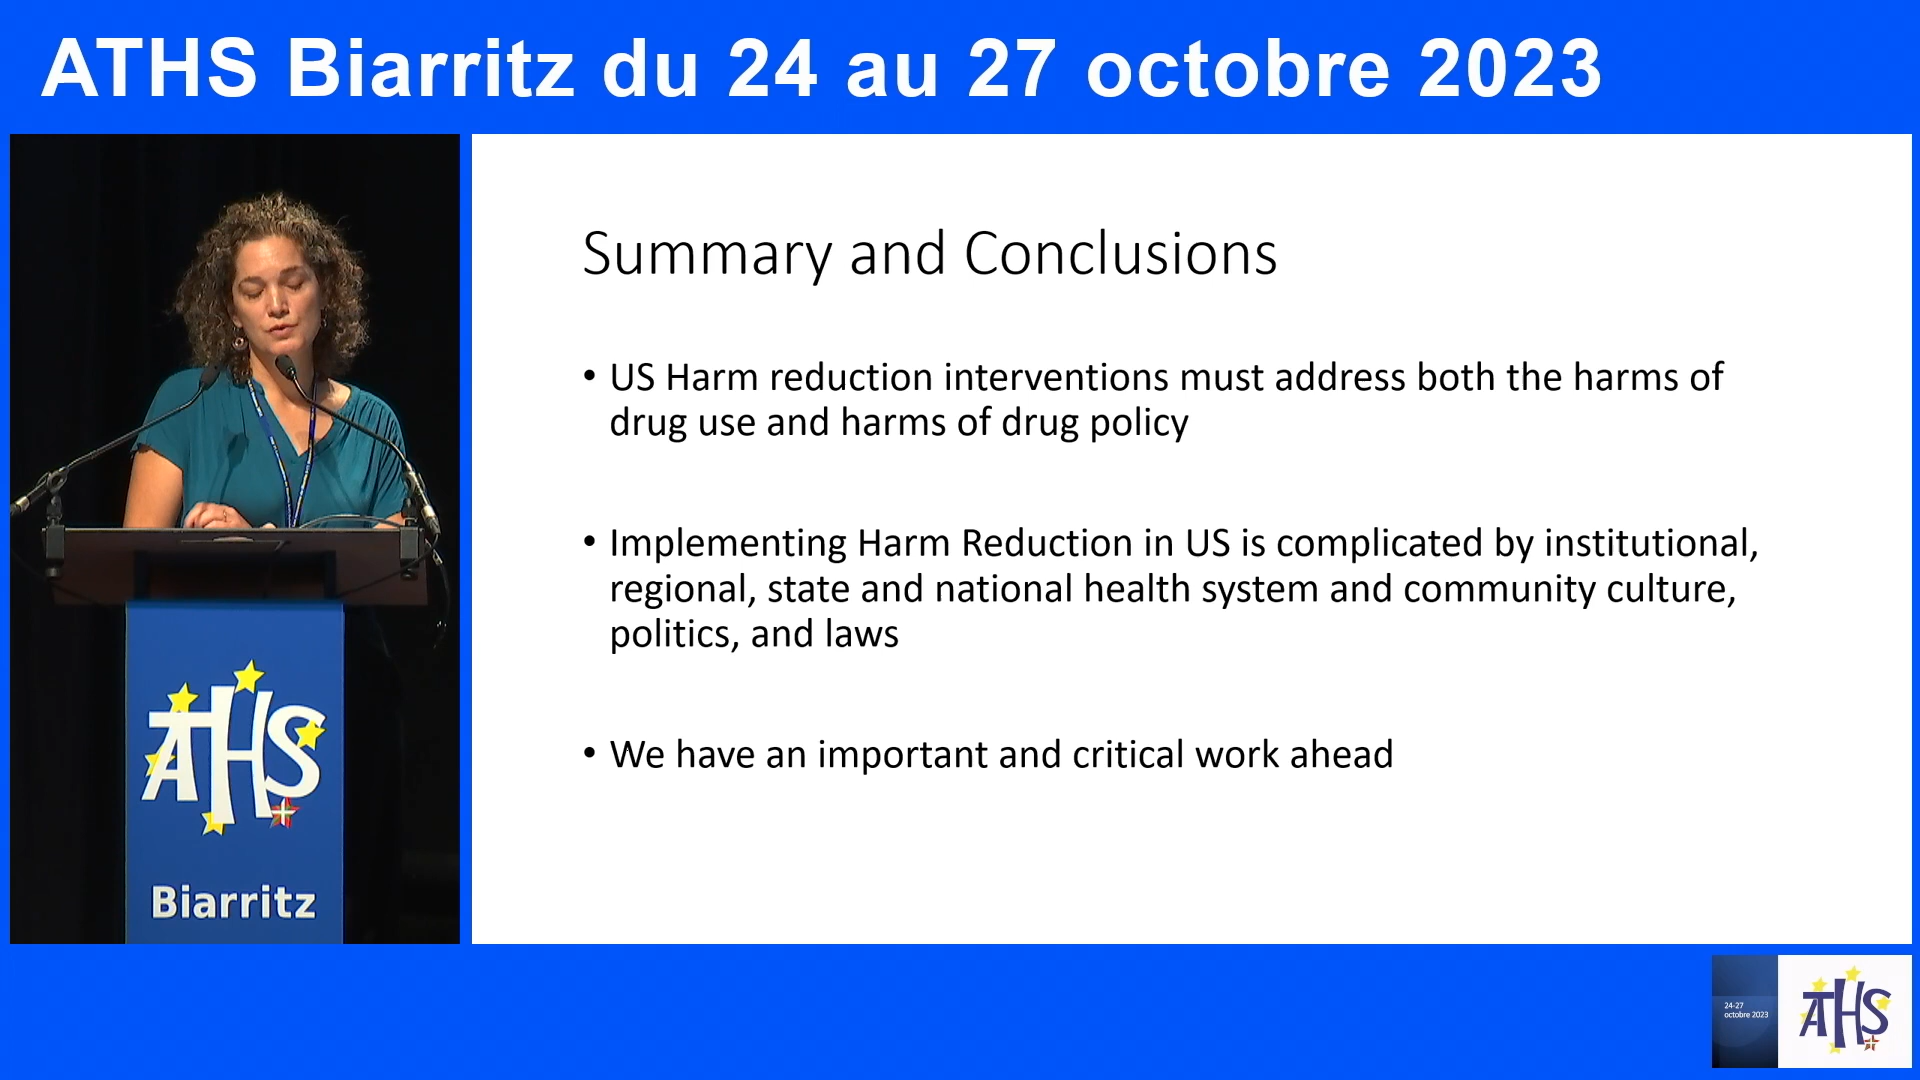 ATHS Biarritz du 24 au 27 octobre 2023
Summary and Conclusions
• US Harm reduction interventions must address both the harms of
drug use and harms of drug policy
• Implementing Harm Reduction in US is complicated by institutional,
regional, state and national health system and community culture,
politics, and laws
• We have an important and critical work ahead
ATHS
Biarritz
24-27
octobre 2023
ATHS